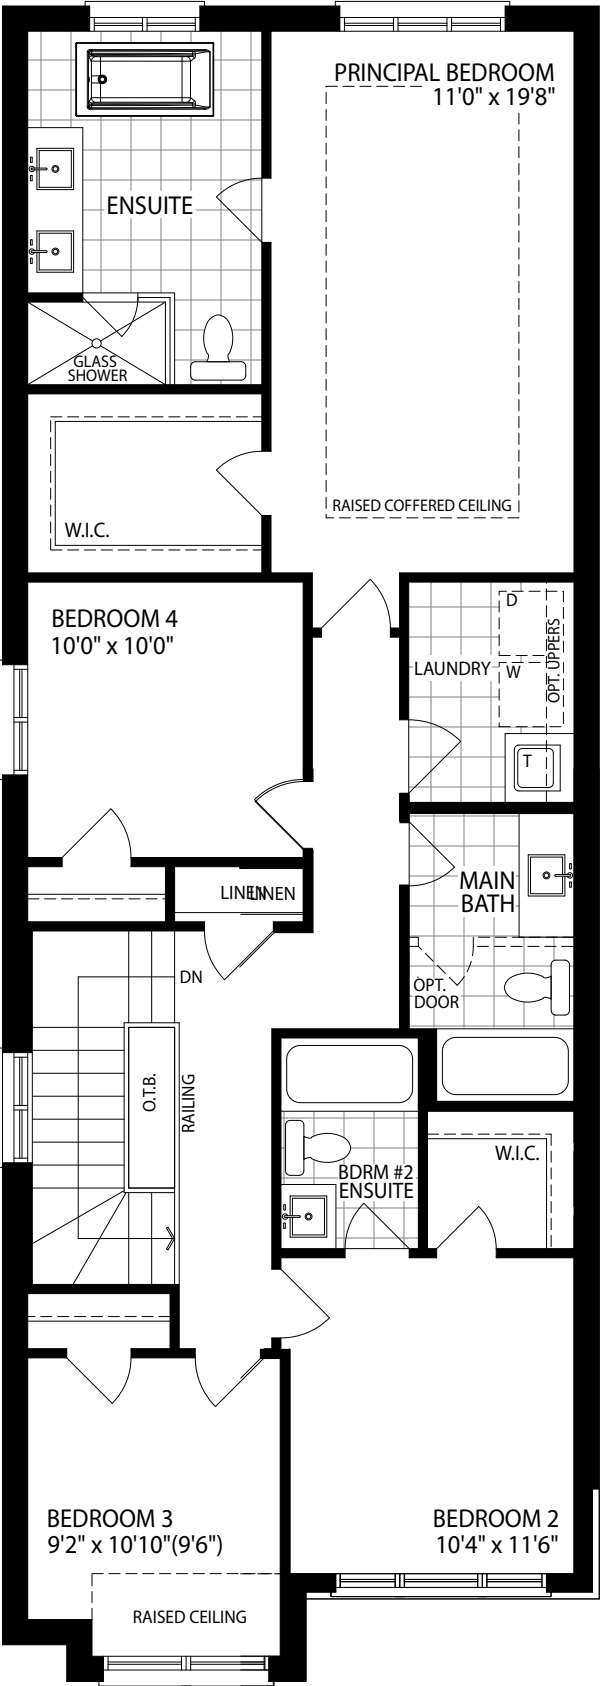 PRINCIPAL BEDROOM
11'0" x 19'8"
ENSUITE
GLASS
SHOWER
RAISED COFFERED CEILING
W.I.C.
BEDROOM 4
10'0" x 10'0"
D
OPT. UPPERS
LAUNDRY
W
T
MAIN
BATH
LINEN
LINEN
DN
OPT.
DOOR
O.T.B.
RAILING
W.I.C.
BDRM #2
ENSUITE
BEDROOM 3
9'2" x 10'10"(9'6")
BEDROOM 2
10'4" x 11'6"
RAISED CEILING